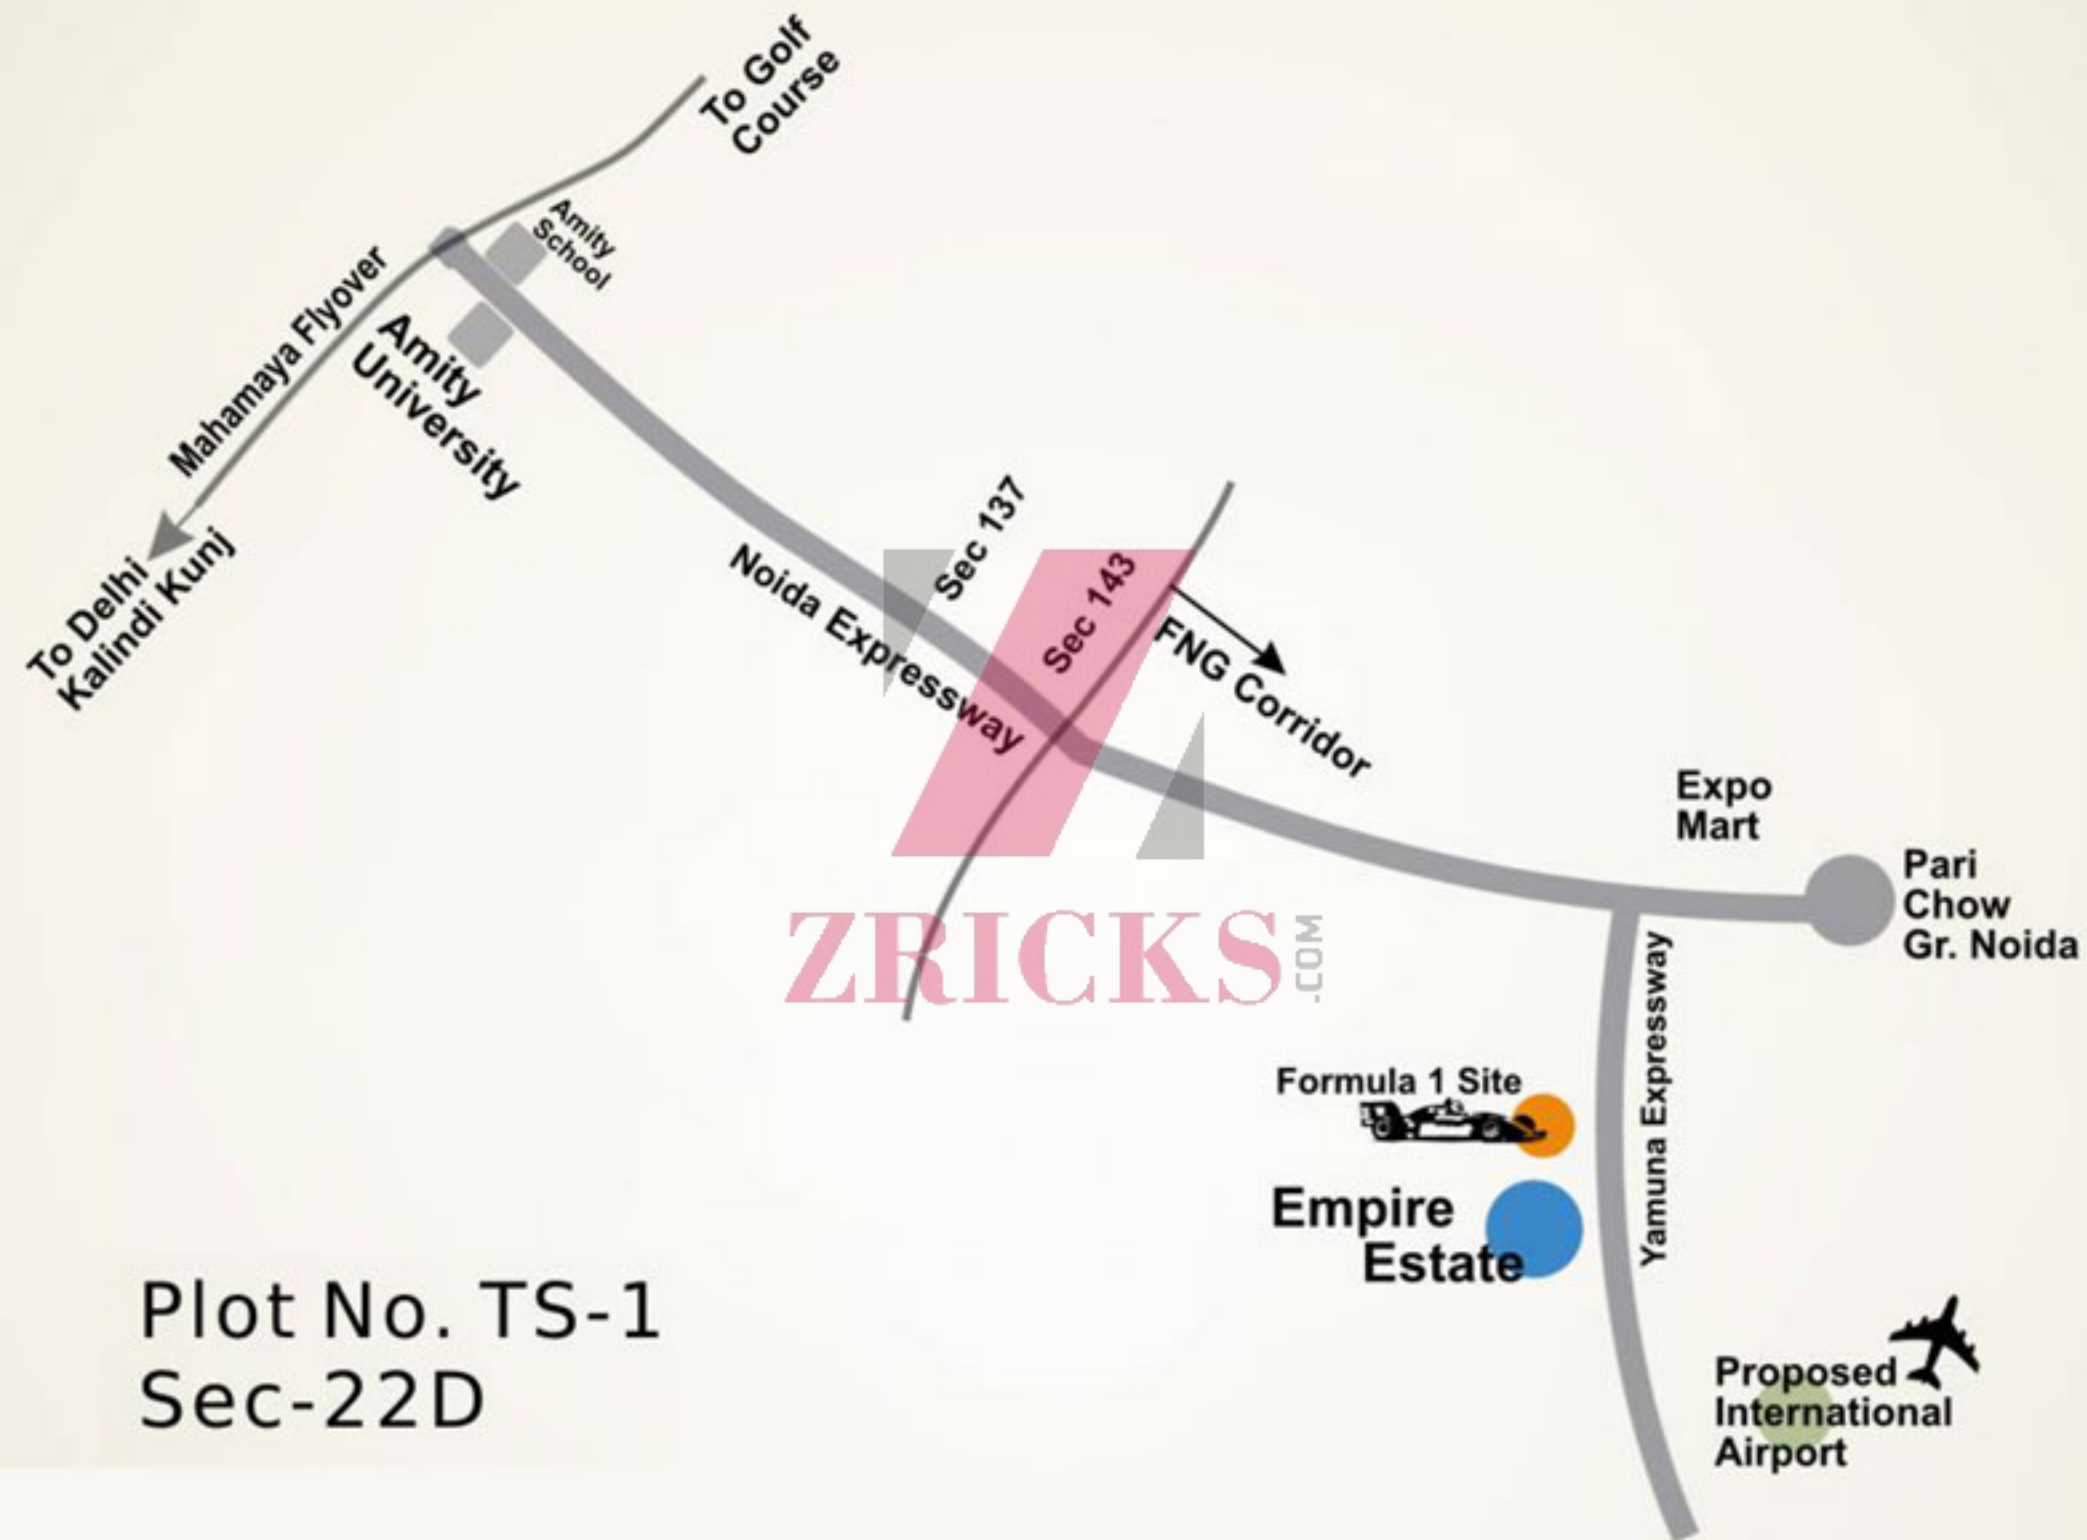 To Golf
Course
Amity
School
Mahamaya Flyover
Amity
University
To Delhi
Kalindi Kunj
Sec 137
Sec 143
Noida Expressway
FNG Corridor
Expo
Mart
Pari
Chow
Gr. Noida
ZRICKS
.COM
Yamuna Expressway
Formula 1 Site
Empire
Estate
Proposed
International
Airport
Plot No. TS-1
Sec-22D